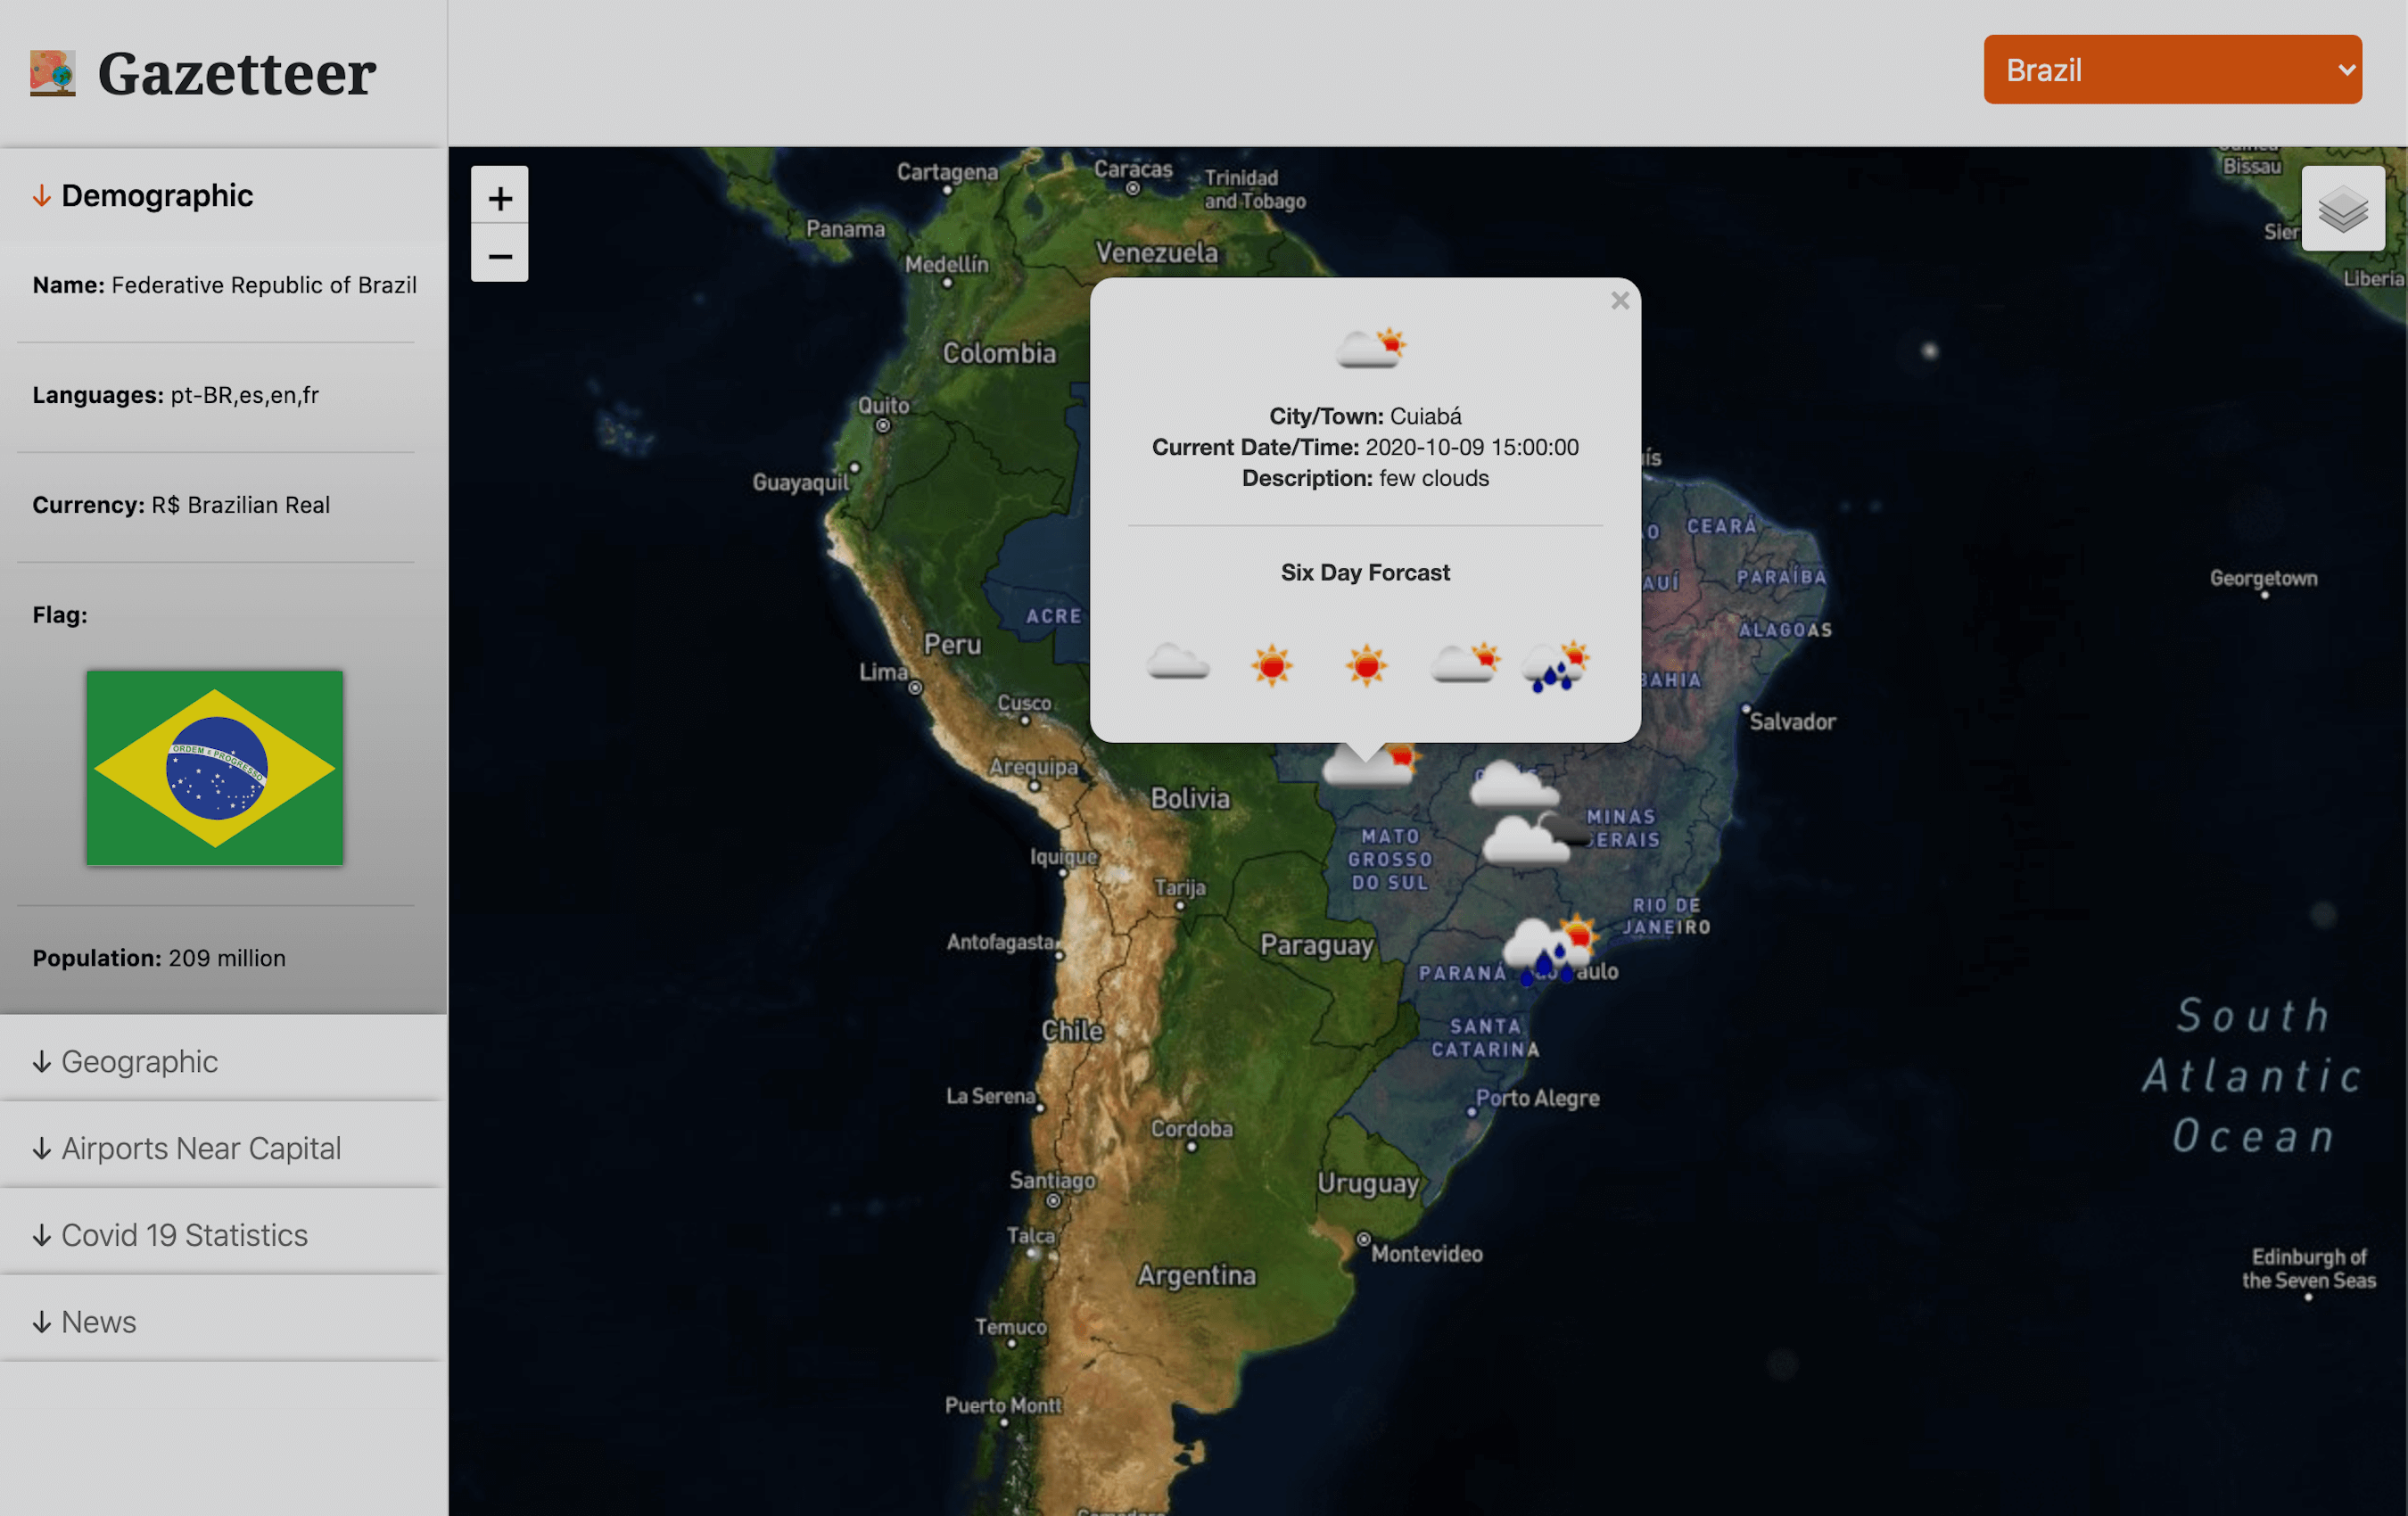 Gazetteer
Brazil
Demographic
Name: Federative Republic of Brazil
Languages: pt-BR,es,en,fr
Currency: R$ Brazilian Real
Flag:
ORDEM E PROGRESSO
Population: 209 million
Geographic
Airports Near Capital
Covid 19 Statistics
News
+
−
Cartagena
Caracas
Trinidad
and Tobago
Panama
Venezuela
Medellín
Colombia
Quito
Guayaquil
ACRE
Peru
Lima
Cusco
Arequipa
Bolivia
Iquique
Tarija
Antofagasta
Paraguay
Chile
La Serena
Cordoba
Santiago
Talca
Argentina
Temuco
Puerto Montt
×
City/Town: Cuiabá
Current Date/Time: 2020-10-09 15:00:00
Description: few clouds
Six Day Forcast
CEARÁ
PARAÍBA
ALAGOAS
BAHIA
Salvador
MATO
GROSSO
DO SUL
MINAS
GERAIS
RIO DE
JANEIRO
PARANÁ
SANTA
CATARINA
Porto Alegre
Uruguay
Montevideo
Bissau
Liberia
Georgetown
South
Atlantic
Ocean
Edinburgh of
the Seven Seas